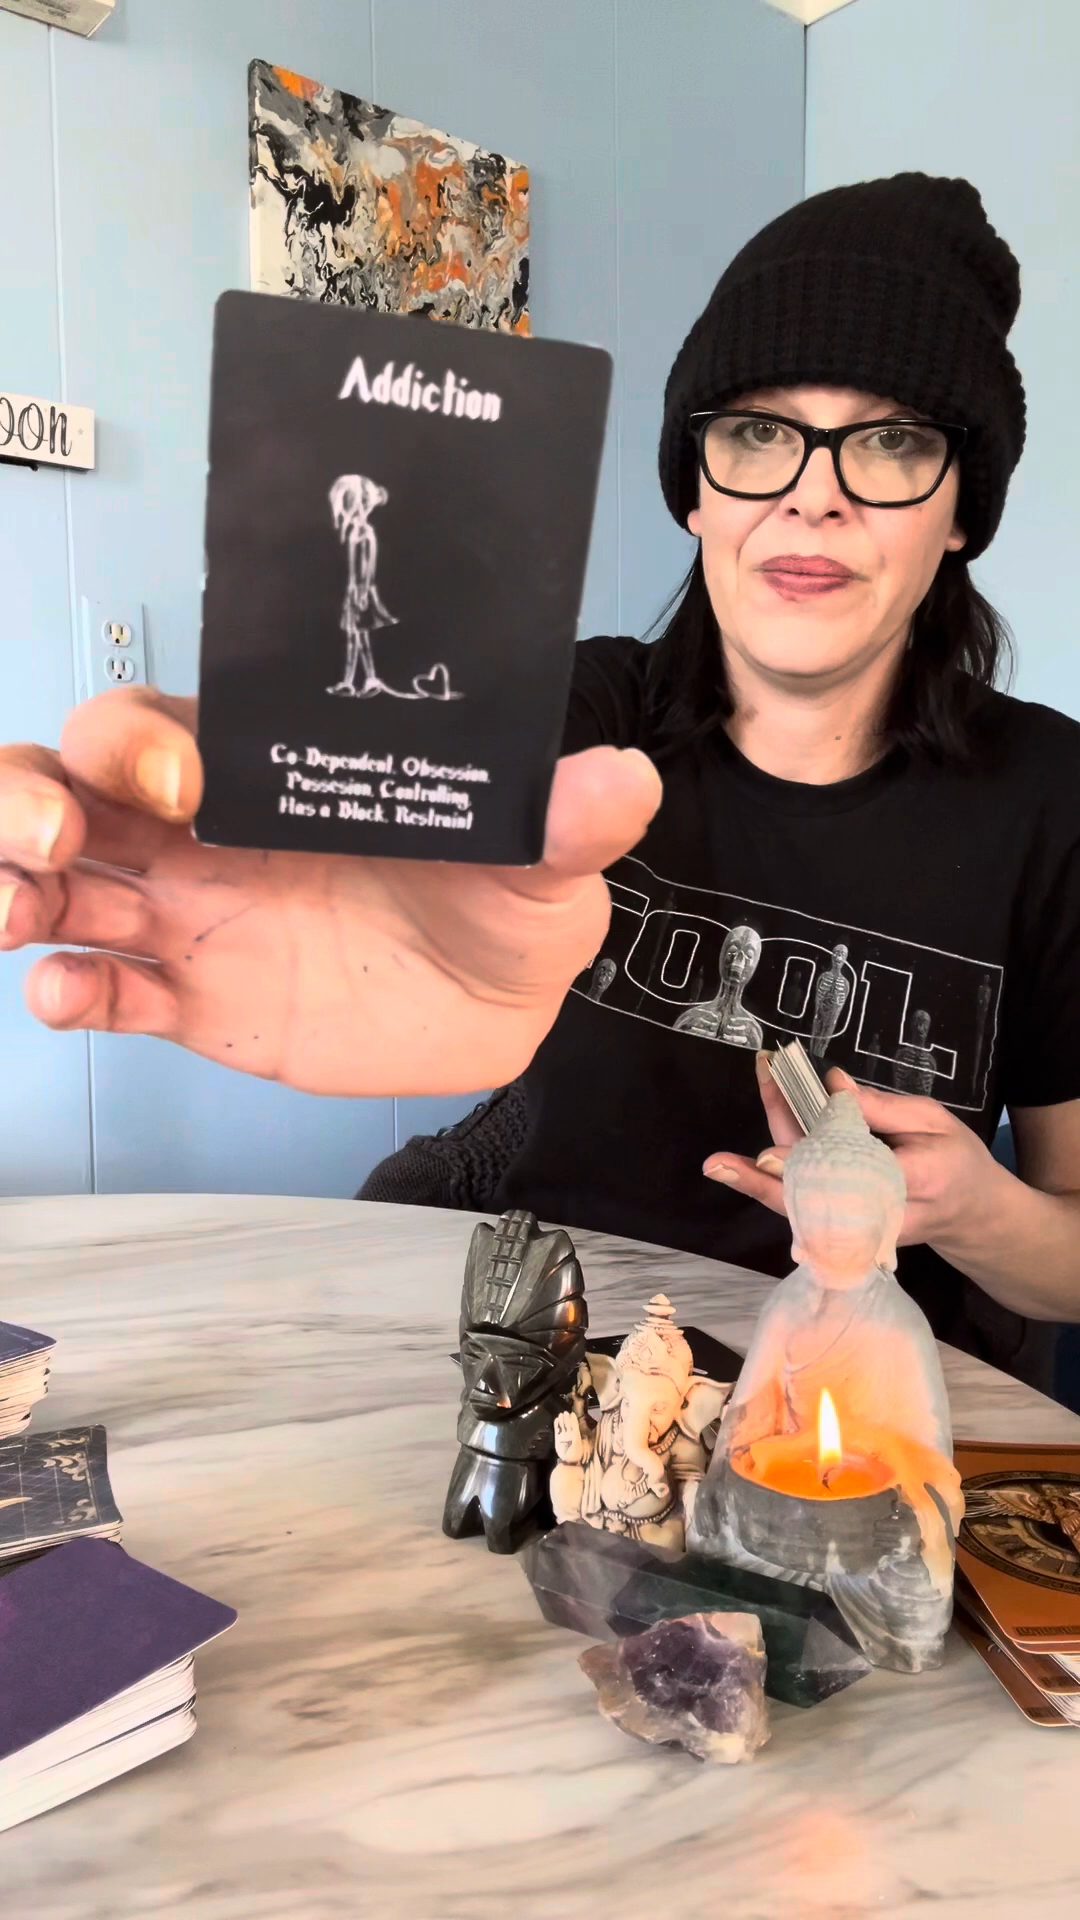 Addiction
oon
Co-Dependent, Obsession,
Possesion, Controlling,
Has a Block, Restraint
TOOL